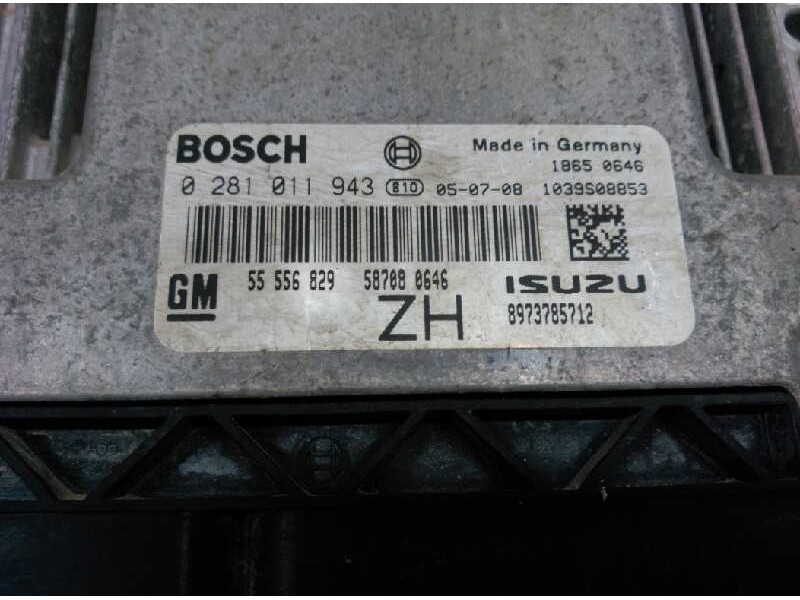 BOSCH Made in Germany
1865 0646
0 281 011 943 810 05-07-08 1039S08853
GM 55 556 829 58708 0646 ISUZU
ZH 8973785712